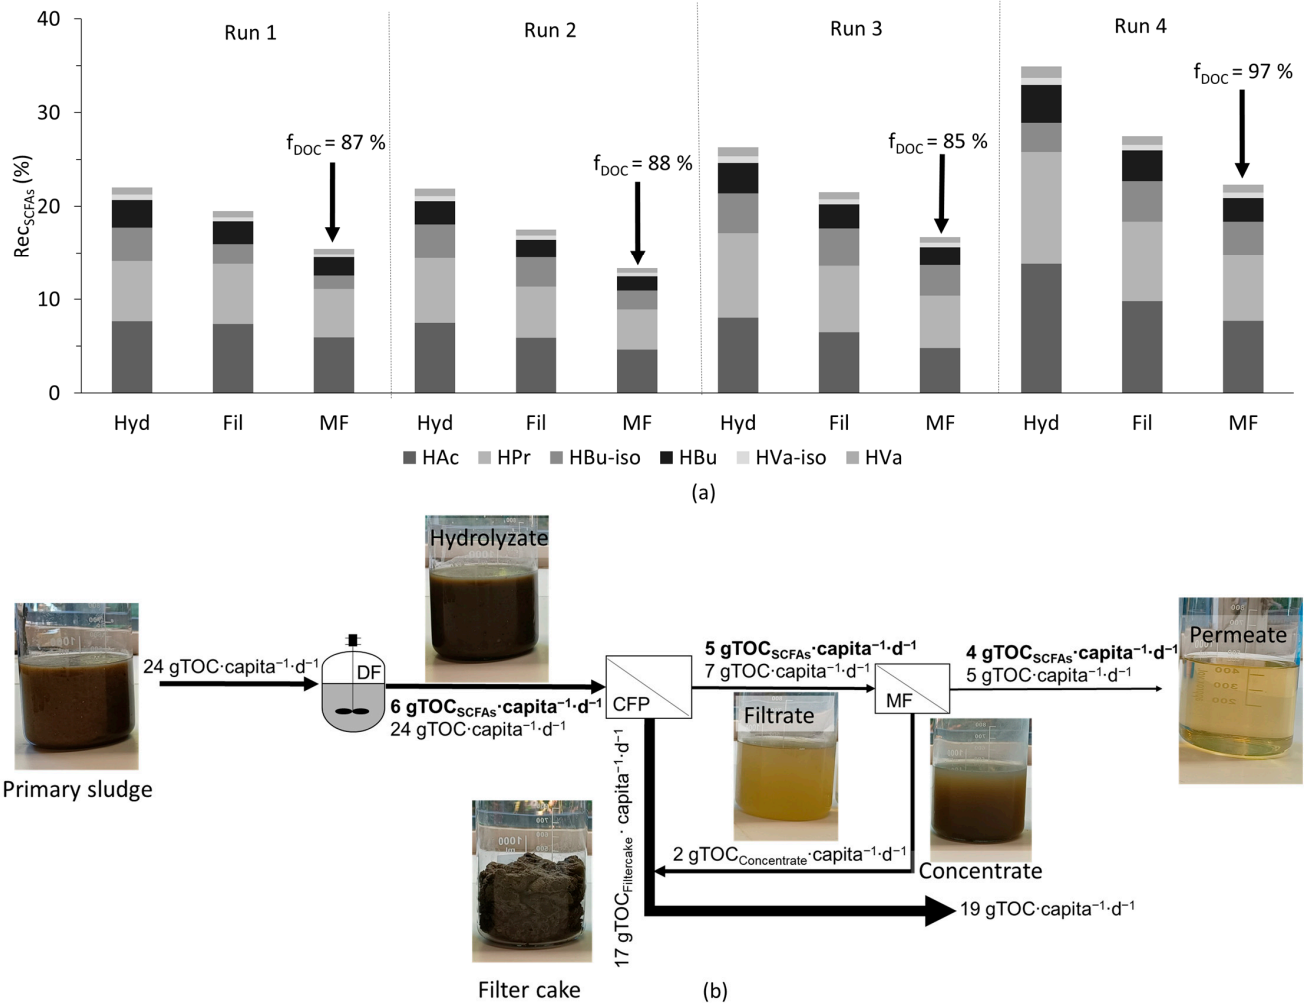 40
30
20
10
0
Rec_SCFAs (%)
Run 1
Run 2
Run 3
Run 4
f_DOC = 87 %
f_DOC = 88 %
f_DOC = 85 %
f_DOC = 97 %
Hyd Fil MF Hyd Fil MF Hyd Fil MF Hyd Fil MF
HAc HPr HBu-iso HBu HVa-iso HVa
(a)
Hydrolyzate
Primary sludge
24 gTOC·capita⁻¹·d⁻¹
DF
6 gTOC_SCFAs·capita⁻¹·d⁻¹
24 gTOC·capita⁻¹·d⁻¹
CFP
5 gTOC_SCFAs·capita⁻¹·d⁻¹
7 gTOC·capita⁻¹·d⁻¹
Filtrate
MF
4 gTOC_SCFAs·capita⁻¹·d⁻¹
5 gTOC·capita⁻¹·d⁻¹
Permeate
400
300
200
1000
ml
17 gTOC_Filtercake · capita⁻¹·d⁻¹
2 gTOC_Concentrate·capita⁻¹·d⁻¹
Concentrate
19 gTOC·capita⁻¹·d⁻¹
Filter cake
(b)